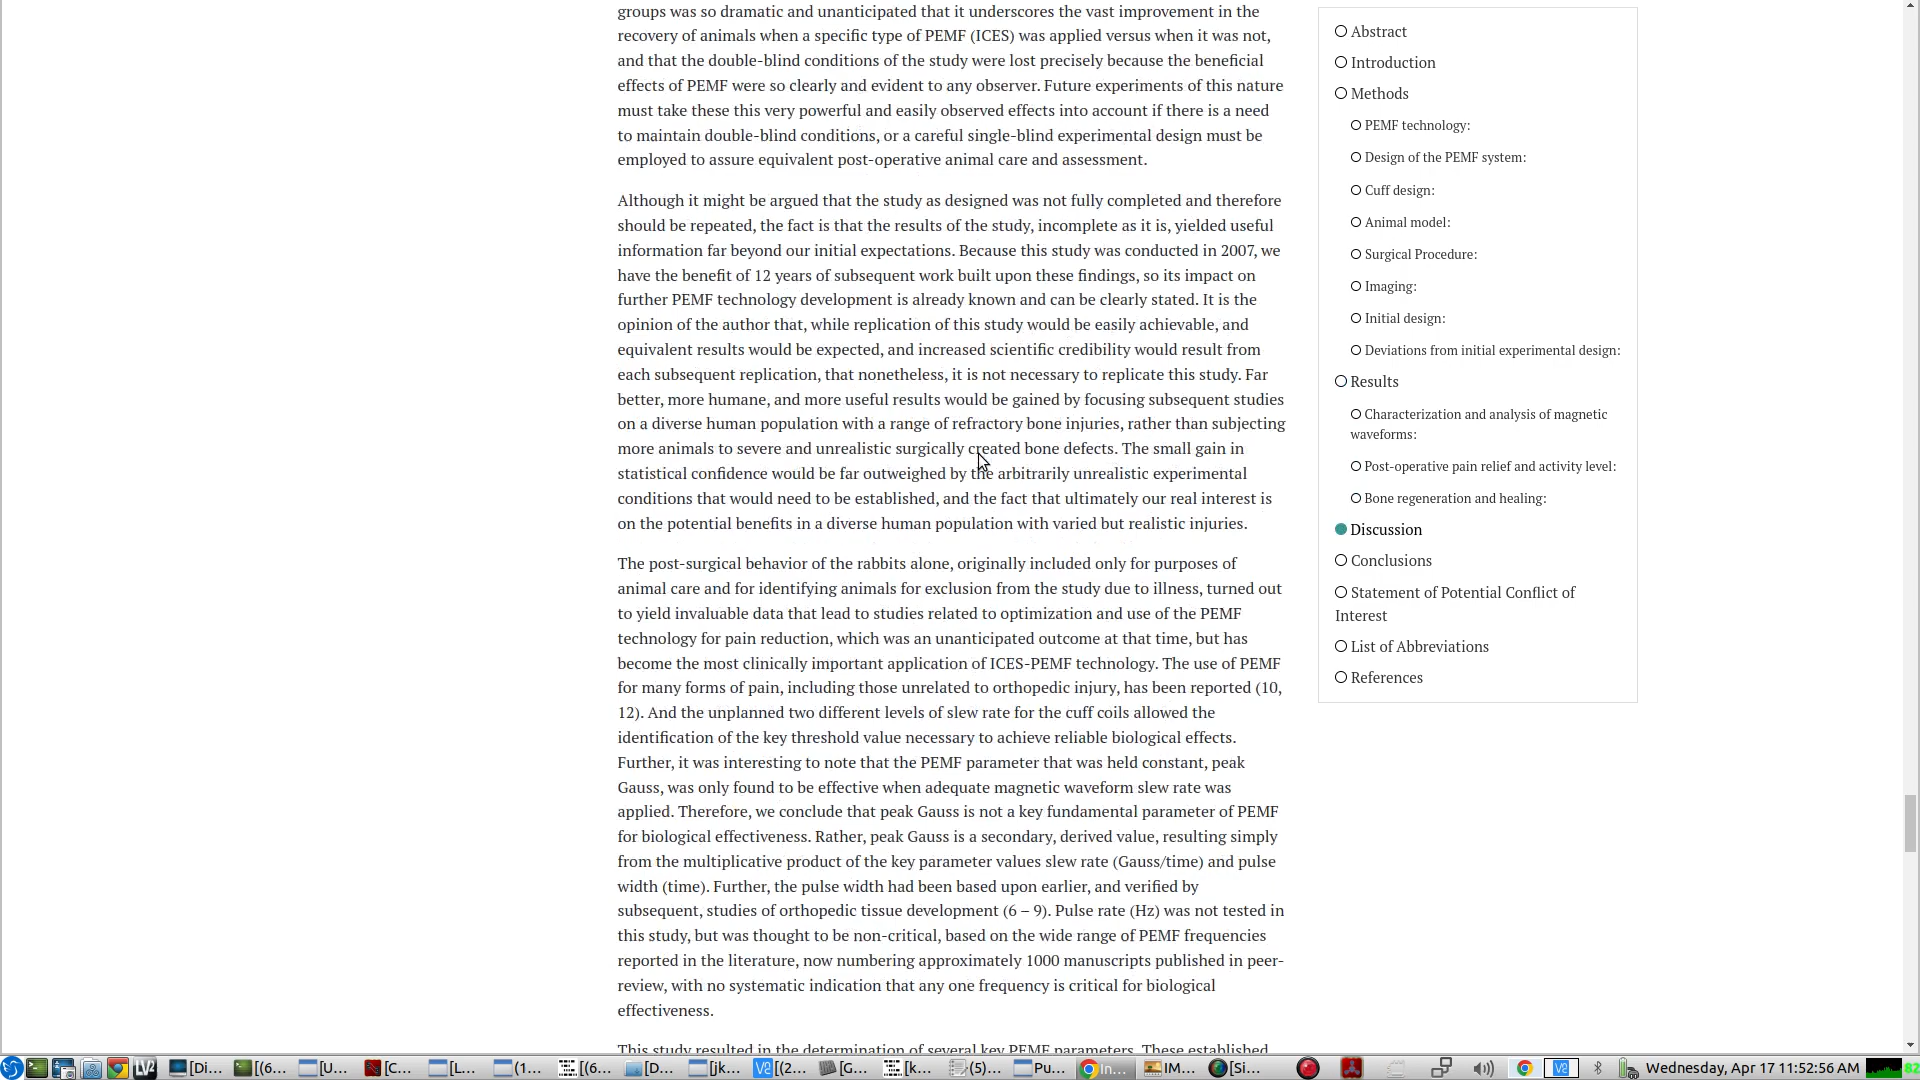 groups was so dramatic and unanticipated that it underscores the vast improvement in the
recovery of animals when a specific type of PEMF (ICES) was applied versus when it was not,
and that the double-blind conditions of the study were lost precisely because the beneficial
effects of PEMF were so clearly and evident to any observer. Future experiments of this nature
must take these this very powerful and easily observed effects into account if there is a need
to maintain double-blind conditions, or a careful single-blind experimental design must be
employed to assure equivalent post-operative animal care and assessment.
Although it might be argued that the study as designed was not fully completed and therefore
should be repeated, the fact is that the results of the study, incomplete as it is, yielded useful
information far beyond our initial expectations. Because this study was conducted in 2007, we
have the benefit of 12 years of subsequent work built upon these findings, so its impact on
further PEMF technology development is already known and can be clearly stated. It is the
opinion of the author that, while replication of this study would be easily achievable, and
equivalent results would be expected, and increased scientific credibility would result from
each subsequent replication, that nonetheless, it is not necessary to replicate this study. Far
better, more humane, and more useful results would be gained by focusing subsequent studies
on a diverse human population with a range of refractory bone injuries, rather than subjecting
more animals to severe and unrealistic surgically created bone defects. The small gain in
statistical confidence would be far outweighed by the arbitrarily unrealistic experimental
conditions that would need to be established, and the fact that ultimately our real interest is
on the potential benefits in a diverse human population with varied but realistic injuries.
The post-surgical behavior of the rabbits alone, originally included only for purposes of
animal care and for identifying animals for exclusion from the study due to illness, turned out
to yield invaluable data that lead to studies related to optimization and use of the PEMF
technology for pain reduction, which was an unanticipated outcome at that time, but has
become the most clinically important application of ICES-PEMF technology. The use of PEMF
for many forms of pain, including those unrelated to orthopedic injury, has been reported (10,
12). And the unplanned two different levels of slew rate for the cuff coils allowed the
identification of the key threshold value necessary to achieve reliable biological effects.
Further, it was interesting to note that the PEMF parameter that was held constant, peak
Gauss, was only found to be effective when adequate magnetic waveform slew rate was
applied. Therefore, we conclude that peak Gauss is not a key fundamental parameter of PEMF
for biological effectiveness. Rather, peak Gauss is a secondary, derived value, resulting simply
from the multiplicative product of the key parameter values slew rate (Gauss/time) and pulse
width (time). Further, the pulse width had been based upon earlier, and verified by
subsequent, studies of orthopedic tissue development (6 – 9). Pulse rate (Hz) was not tested in
this study, but was thought to be non-critical, based on the wide range of PEMF frequencies
reported in the literature, now numbering approximately 1000 manuscripts published in peer-
review, with no systematic indication that any one frequency is critical for biological
effectiveness.
This study resulted in the determination of several key PEMF parameters. These established
Abstract
Introduction
Methods
PEMF technology:
Design of the PEMF system:
Cuff design:
Animal model:
Surgical Procedure:
Imaging:
Initial design:
Deviations from initial experimental design:
Results
Characterization and analysis of magnetic
waveforms:
Post-operative pain relief and activity level:
Bone regeneration and healing:
Discussion
Conclusions
Statement of Potential Conflict of
Interest
List of Abbreviations
References
LV2 [Di... [(6... [U... [C... [L... (1... [(6... [D... [jk... [(2... [G... [k... (5)... Pu... In... IM... [Si... Wednesday, Apr 17 11:52:56 AM 82